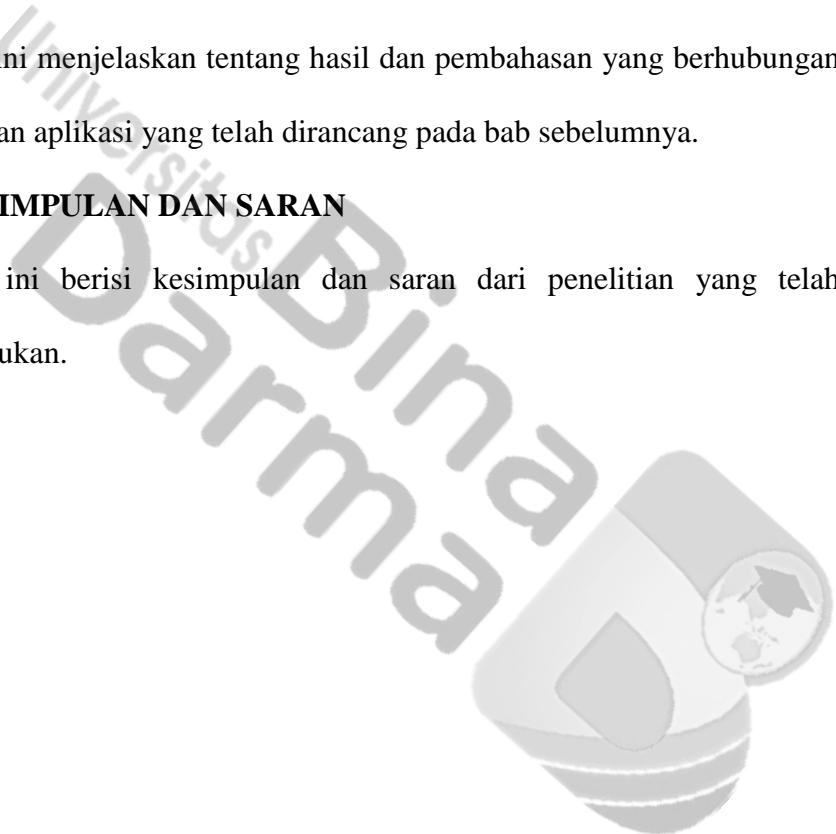 ini menjelaskan tentang hasil dan pembahasan yang berhubungan
an aplikasi yang telah dirancang pada bab sebelumnya.
IMPULAN DAN SARAN
ini berisi kesimpulan dan saran dari penelitian yang telah
ukan.
Universitas
Bina
Darma